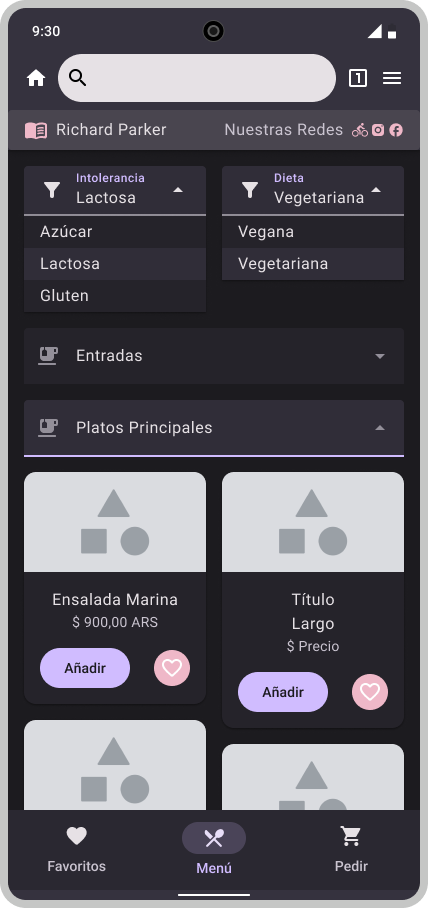 9:30
1
Richard Parker
Nuestras Redes
Intolerancia
Lactosa
Dieta
Vegetariana
Azúcar
Lactosa
Gluten
Vegana
Vegetariana
Entradas
Platos Principales
Ensalada Marina
$ 900,00 ARS
Añadir
Título
Largo
$ Precio
Añadir
Favoritos
Menú
Pedir